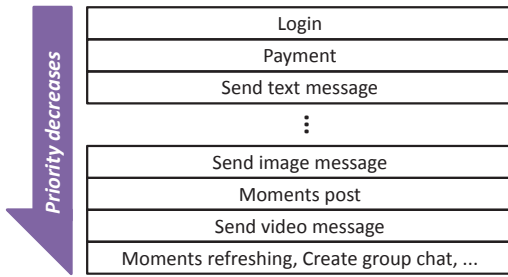 Priority decreases
Login
Payment
Send text message
...
Send image message
Moments post
Send video message
Moments refreshing, Create group chat, ...